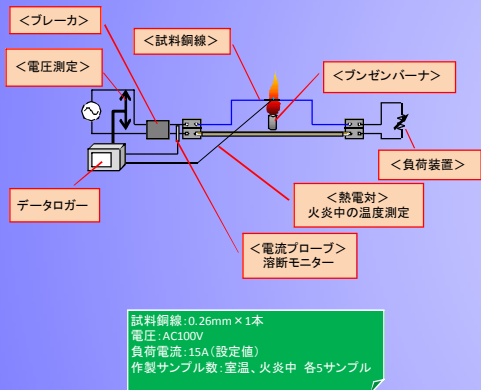 ＜ブレーカ＞
＜試料銅線＞
＜電圧測定＞
＜ブンゼンバーナ＞
＜負荷装置＞
データロガー
＜熱電対＞
火炎中の温度測定
＜電流プローブ＞
溶断モニター
試料銅線：0.26mm×1本
電圧：AC100V
負荷電流：15A（設定値）
作製サンプル数：室温、火炎中 各5サンプル